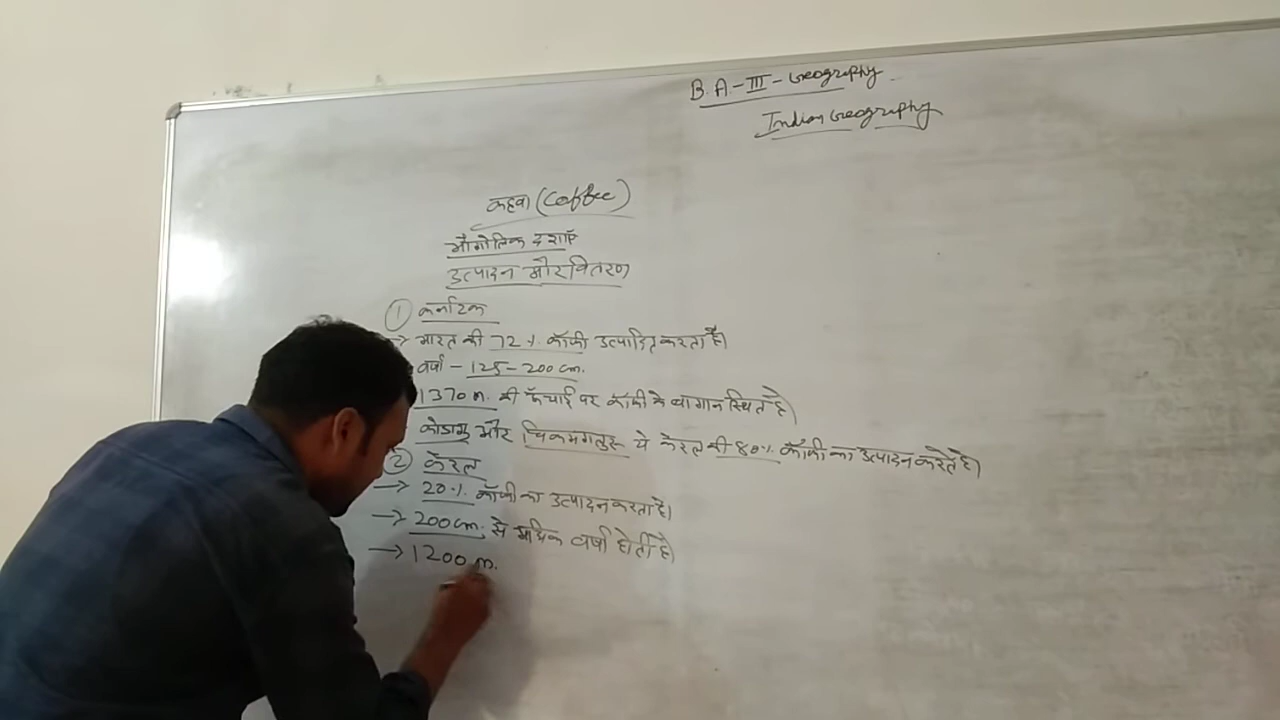 B.A-III-Geography
Indian Geography
कहवा (Coffee)
भौगोलिक दशाएँ
उत्पादन और वितरण
① कर्नाटक
→ भारत की 72% कॉफी उत्पादित करता है।
वर्षा - 125-200 cm.
1370 m. की ऊँचाई पर कॉफी के बागान स्थित है।
कोडागु और चिकमगलुरू ये केरल की 80% कॉफी का उत्पादन करते है।
② केरल
→ 20% कॉफी का उत्पादन करता है।
→ 200 cm. से अधिक वर्षा होती है।
→ 1200 m.